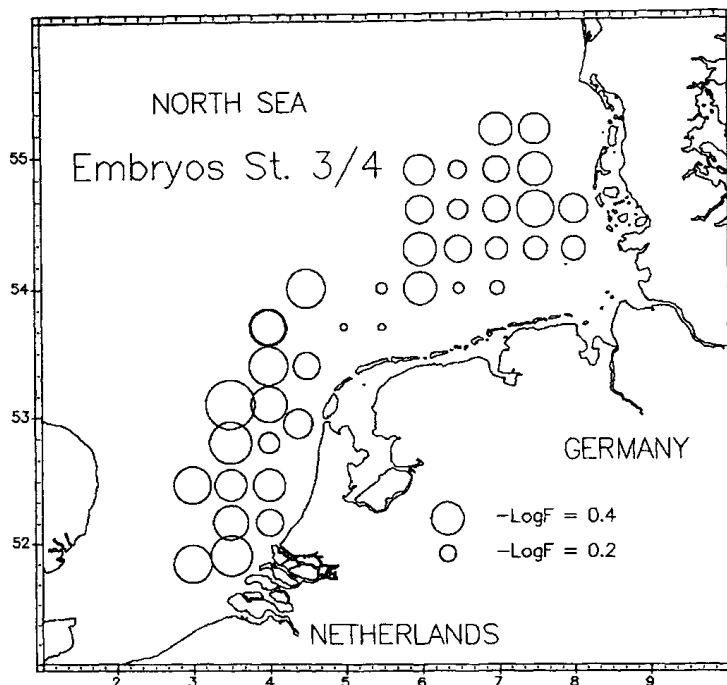 NORTH SEA
Embryos St. 3/4
55
54
53
52
GERMANY
-LogF = 0.4
-LogF = 0.2
NETHERLANDS
2
3
4
5
6
7
8
9